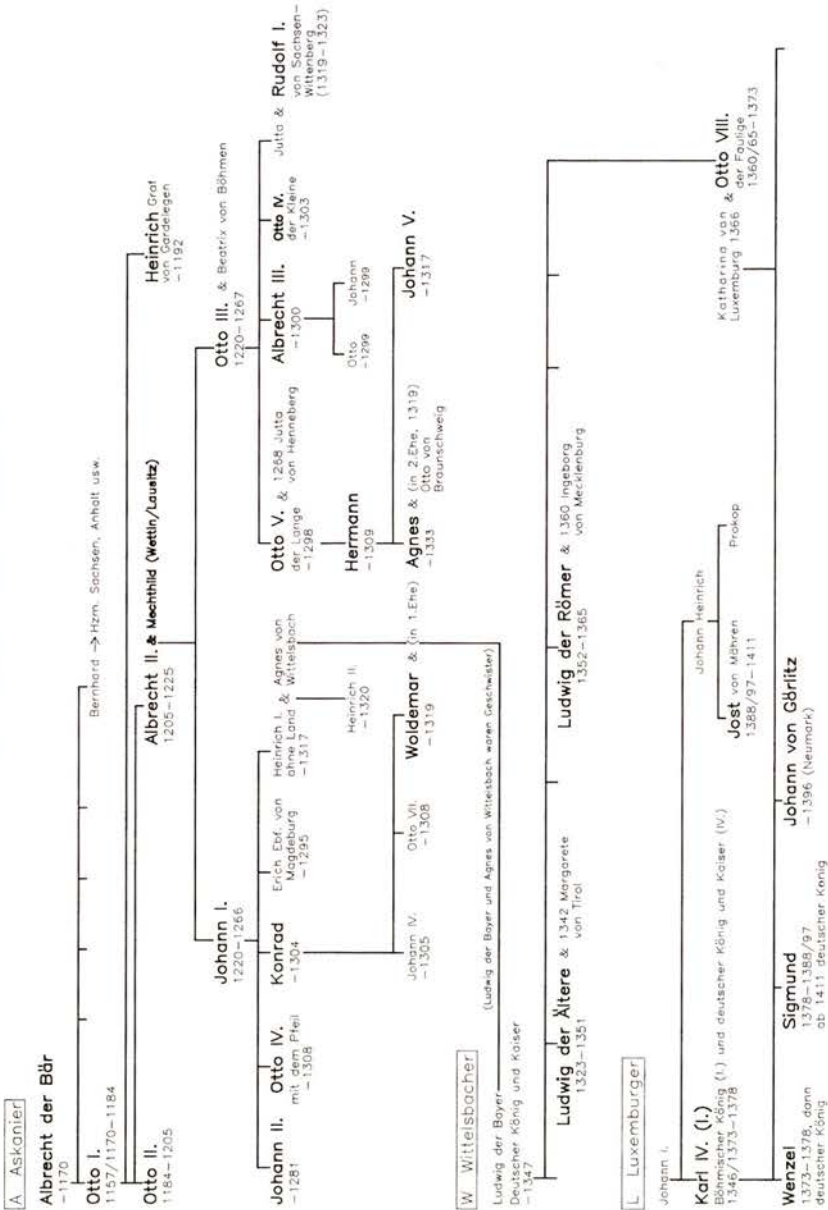 A Askanier
Albrecht der Bär
-1170
Bernhard -> Hzm. Sachsen, Anhalt usw.
Otto I.
1157/1170-1184
Heinrich Graf
von Gardelegen
-1192
Otto II.
1184-1205
Albrecht II. & Mechthild (Wettin/Lausitz)
1205-1225
Johann I.
1220-1266
Otto III. & Beatrix von Böhmen
1220-1267
Johann II.
-1281
Otto IV.
mit dem Pfeil
-1308
Konrad
-1304
Erich Ebf. von
Magdeburg
-1295
Heinrich I. & Agnes von
ohne Land Wittelsbach
-1317
Heinrich II.
-1320
Otto V. & 1268 Jutta
der Lange von Henneberg
-1298
Albrecht III.
-1300
Otto IV.
der Kleine
-1303
Jutta & Rudolf I.
von Sachsen-
Wittenberg
(1319-1323)
Otto
-1299
Johann
-1299
Hermann
-1309
Johann IV.
-1305
Otto VII.
-1308
Woldemar & (in 1.Ehe) Agnes & (in 2.Ehe, 1319)
-1319
-1333
Otto von
Braunschweig
Johann V.
-1317
W Wittelsbacher
Ludwig der Bayer
Deutscher König und Kaiser
-1347
(Ludwig der Bayer und Agnes von Wittelsbach waren Geschwister)
Ludwig der Ältere & 1342 Margarete
1323-1351 von Tirol
Ludwig der Römer & 1360 Ingeborg
1352-1365 von Mecklenburg
L Luxemburger
Johann I.
Karl IV. (I.)
Böhmischer König (I.) und deutscher König und Kaiser (IV.)
1346/1373-1378
Johann Heinrich
Jost von Mähren
1388/97-1411
Prokop
Katharina von & Otto VIII.
Luxemburg 1366 der Faulige
1360/65-1373
Wenzel
1373-1378, dann
deutscher König
Sigmund
1378-1388/97
ab 1411 deutscher König
Johann von Görlitz
-1396 (Neumark)